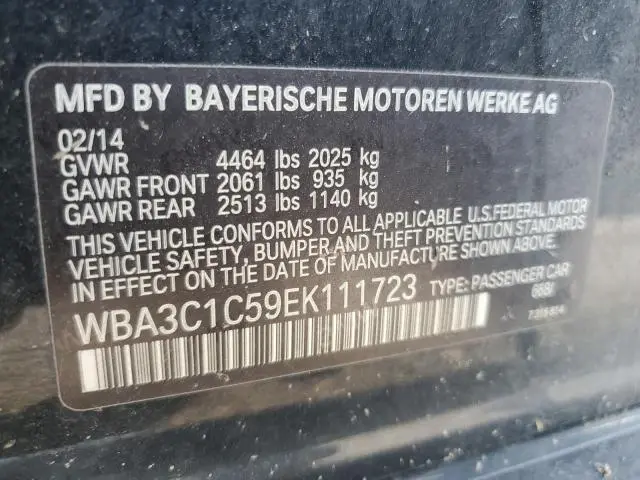 MFD BY BAYERISCHE MOTOREN WERKE AG
02/14
GVWR 4464 lbs 2025 kg
GAWR FRONT 2061 lbs 935 kg
GAWR REAR 2513 lbs 1140 kg
THIS VEHICLE CONFORMS TO ALL APPLICABLE U.S.FEDERAL MOTOR
VEHICLE SAFETY, BUMPER AND THEFT PREVENTION STANDARDS
IN EFFECT ON THE DATE OF MANUFACTURE SHOWN ABOVE.
WBA3C1C59EK111723 TYPE: PASSENGER CAR